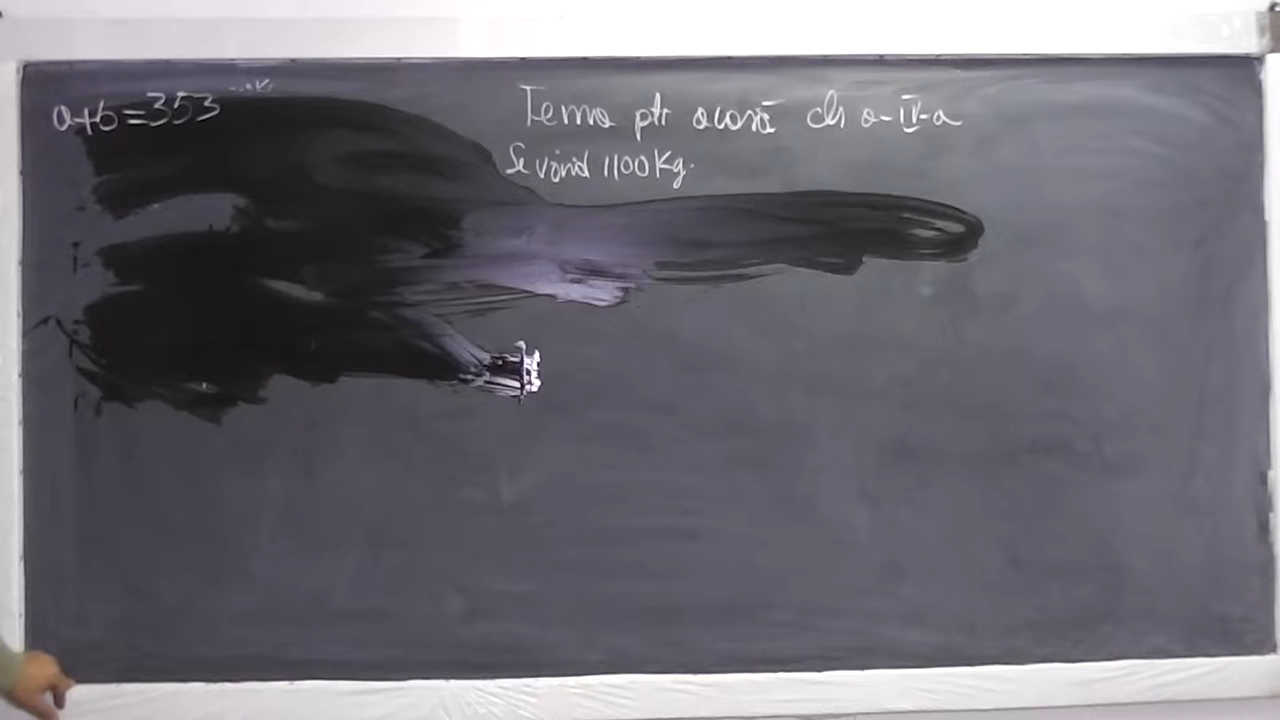 a+b=353
Tema ptr acasă cls a-IV-a
Se vând 1100 Kg.